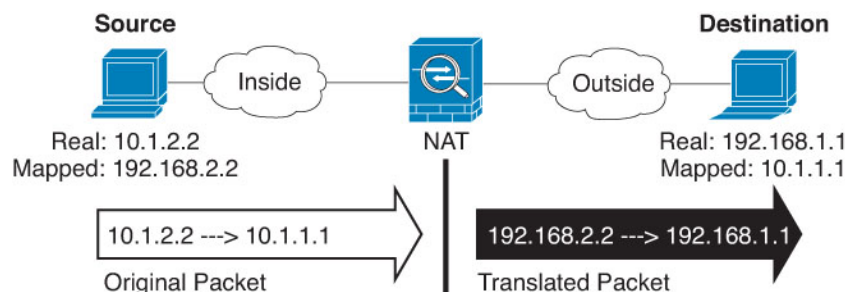 Source
Destination
Inside
Outside
Real: 10.1.2.2
Mapped: 192.168.2.2
NAT
Real: 192.168.1.1
Mapped: 10.1.1.1
10.1.2.2 ---> 10.1.1.1
192.168.2.2 ---> 192.168.1.1
Original Packet
Translated Packet